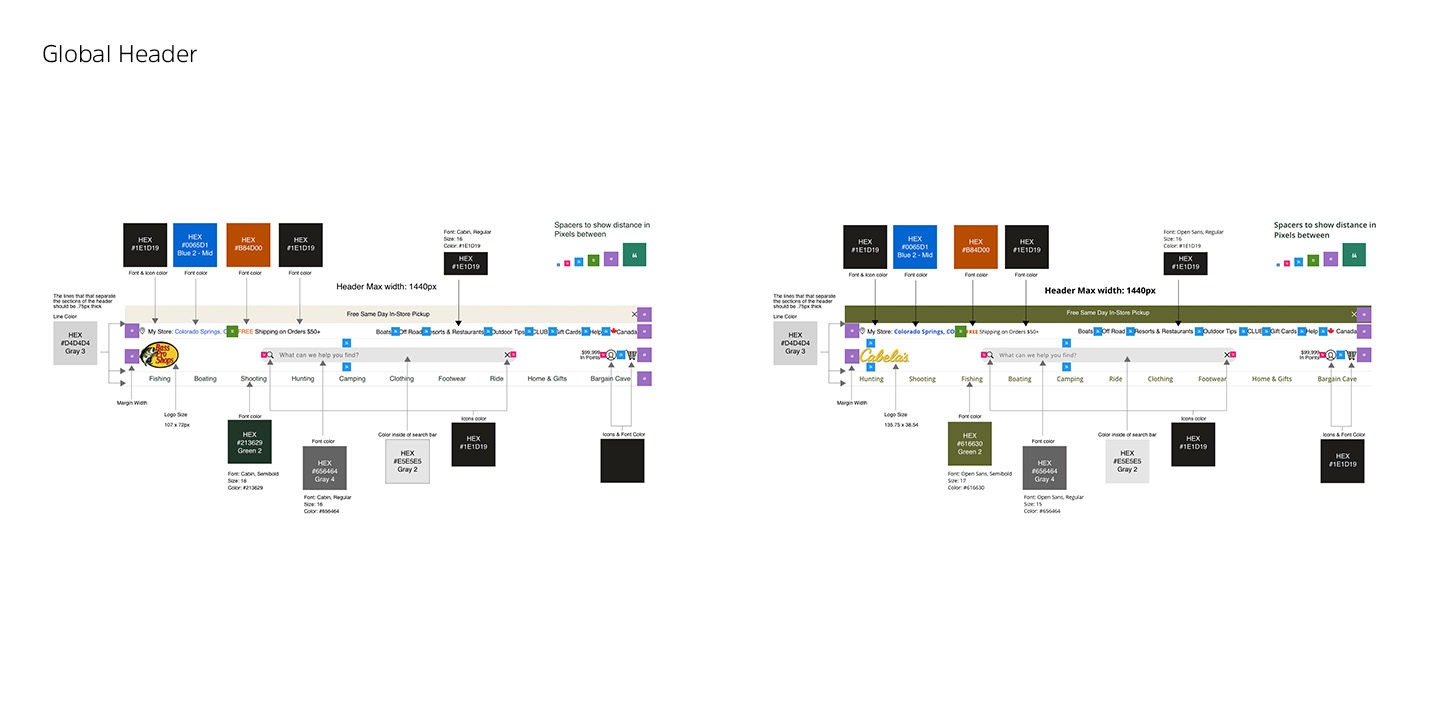 Global Header
HEX
#1E1D19
HEX
#0065D1
Blue 2 - Mid
HEX
#B84D00
HEX
#1E1D19
Font & Icon color
Font color
Font color
Font color
Font: Cabin, Regular
Size: 16
Color: #1E1D19
HEX
#1E1D19
Spacers to show distance in
Pixels between
Header Max width: 1440px
The lines that that separate
the sections of the header
should be .75px thick
Line Color
HEX
#D4D4D4
Gray 3
Free Same Day In-Store Pickup
My Store: Colorado Springs,
FREE Shipping on Orders $50+
Boats
Off Road
Resorts & Restaurants
Outdoor Tips
CLUB
Gift Cards
Help
Canada
Bass
Pro
Shops
What can we help you find?
$99,999
In Points
Fishing
Boating
Shooting
Hunting
Camping
Clothing
Footwear
Ride
Home & Gifts
Bargain Cave
Margin Width
Logo Size
107 x 72px
Font color
HEX
#213629
Green 2
Font: Cabin, Semibold
Size: 18
Color: #213629
Font color
HEX
#656464
Gray 4
Font: Cabin, Regular
Size: 16
Color: #656464
Color inside of search bar
HEX
#E5E5E5
Gray 2
Icons color
HEX
#1E1D19
Icons & Font Color
HEX
#1E1D19
HEX
#0065D1
Blue 2 - Mid
HEX
#B84D00
HEX
#1E1D19
Font & Icon color
Font color
Font color
Font color
Font: Open Sans, Regular
Size: 16
Color: #1E1D19
HEX
#1E1D19
Spacers to show distance in
Pixels between
Header Max width: 1440px
The lines that that separate
the sections of the header
should be .75px thick
Line Color
HEX
#D4D4D4
Gray 3
Free Same Day In-Store Pickup
My Store: Colorado Springs, CO
FREE Shipping on Orders $50+
Boats
Off Road
Resorts & Restaurants
Outdoor Tips
CLUB
Gift Cards
Help
Canada
Cabela's
What can we help you find?
$99,999
In Points
Hunting
Shooting
Fishing
Boating
Camping
Ride
Clothing
Footwear
Home & Gifts
Bargain Cave
Margin Width
Logo Size
135.75 x 38.54
Font color
HEX
#616630
Green 2
Font: Open Sans, Semibold
Size: 17
Color: #616630
Font color
HEX
#656464
Gray 4
Font: Open Sans, Regular
Size: 15
Color: #656464
Color inside of search bar
HEX
#E5E5E5
Gray 2
Icons color
HEX
#1E1D19
Icons & Font Color
HEX
#1E1D19